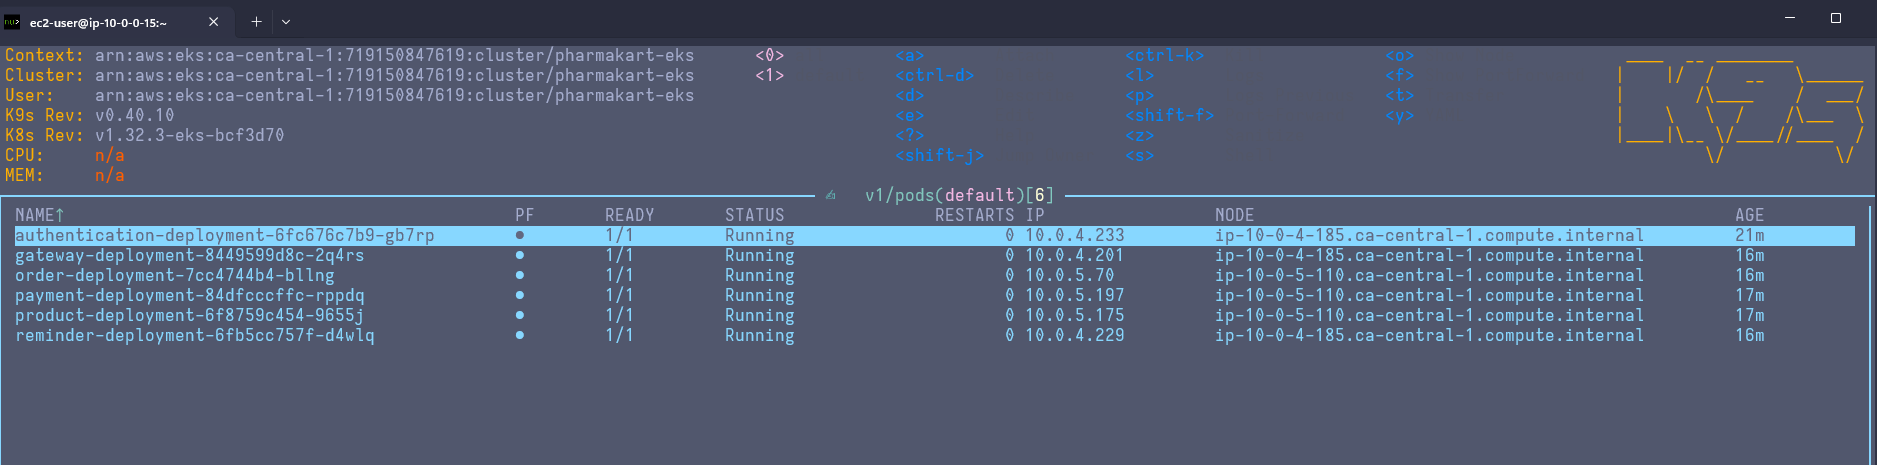 ec2-user@ip-10-0-0-15:~
Context: arn:aws:eks:ca-central-1:719150847619:cluster/pharmakart-eks <0> <a> <ctrl-k> <o>
Cluster: arn:aws:eks:ca-central-1:719150847619:cluster/pharmakart-eks <1> <ctrl-d> <l> <f>
User: arn:aws:eks:ca-central-1:719150847619:cluster/pharmakart-eks <d> <p> <t>
K9s Rev: v0.40.10 <e> <shift-f> <y>
K8s Rev: v1.32.3-eks-bcf3d70 <?> <z>
CPU: n/a <shift-j> <s>
MEM: n/a
v1/pods(default)[6]
NAME↑ PF READY STATUS RESTARTS IP NODE AGE
authentication-deployment-6fc676c7b9-gb7rp ● 1/1 Running 0 10.0.4.233 ip-10-0-4-185.ca-central-1.compute.internal 21m
gateway-deployment-8449599d8c-2q4rs ● 1/1 Running 0 10.0.4.201 ip-10-0-4-185.ca-central-1.compute.internal 16m
order-deployment-7cc4744b4-bllng ● 1/1 Running 0 10.0.5.70 ip-10-0-5-110.ca-central-1.compute.internal 16m
payment-deployment-84dfcccffc-rppdq ● 1/1 Running 0 10.0.5.197 ip-10-0-5-110.ca-central-1.compute.internal 17m
product-deployment-6f8759c454-9655j ● 1/1 Running 0 10.0.5.175 ip-10-0-5-110.ca-central-1.compute.internal 17m
reminder-deployment-6fb5cc757f-d4wlq ● 1/1 Running 0 10.0.4.229 ip-10-0-4-185.ca-central-1.compute.internal 16m